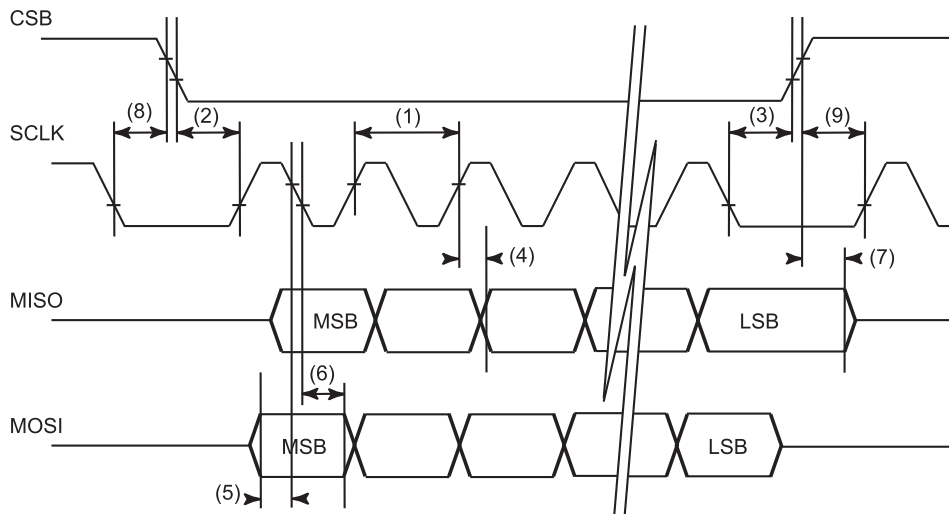 CSB
(8)
(2)
(1)
(3)
(9)
SCLK
(4)
(7)
MISO
MSB
LSB
(6)
MOSI
MSB
LSB
(5)